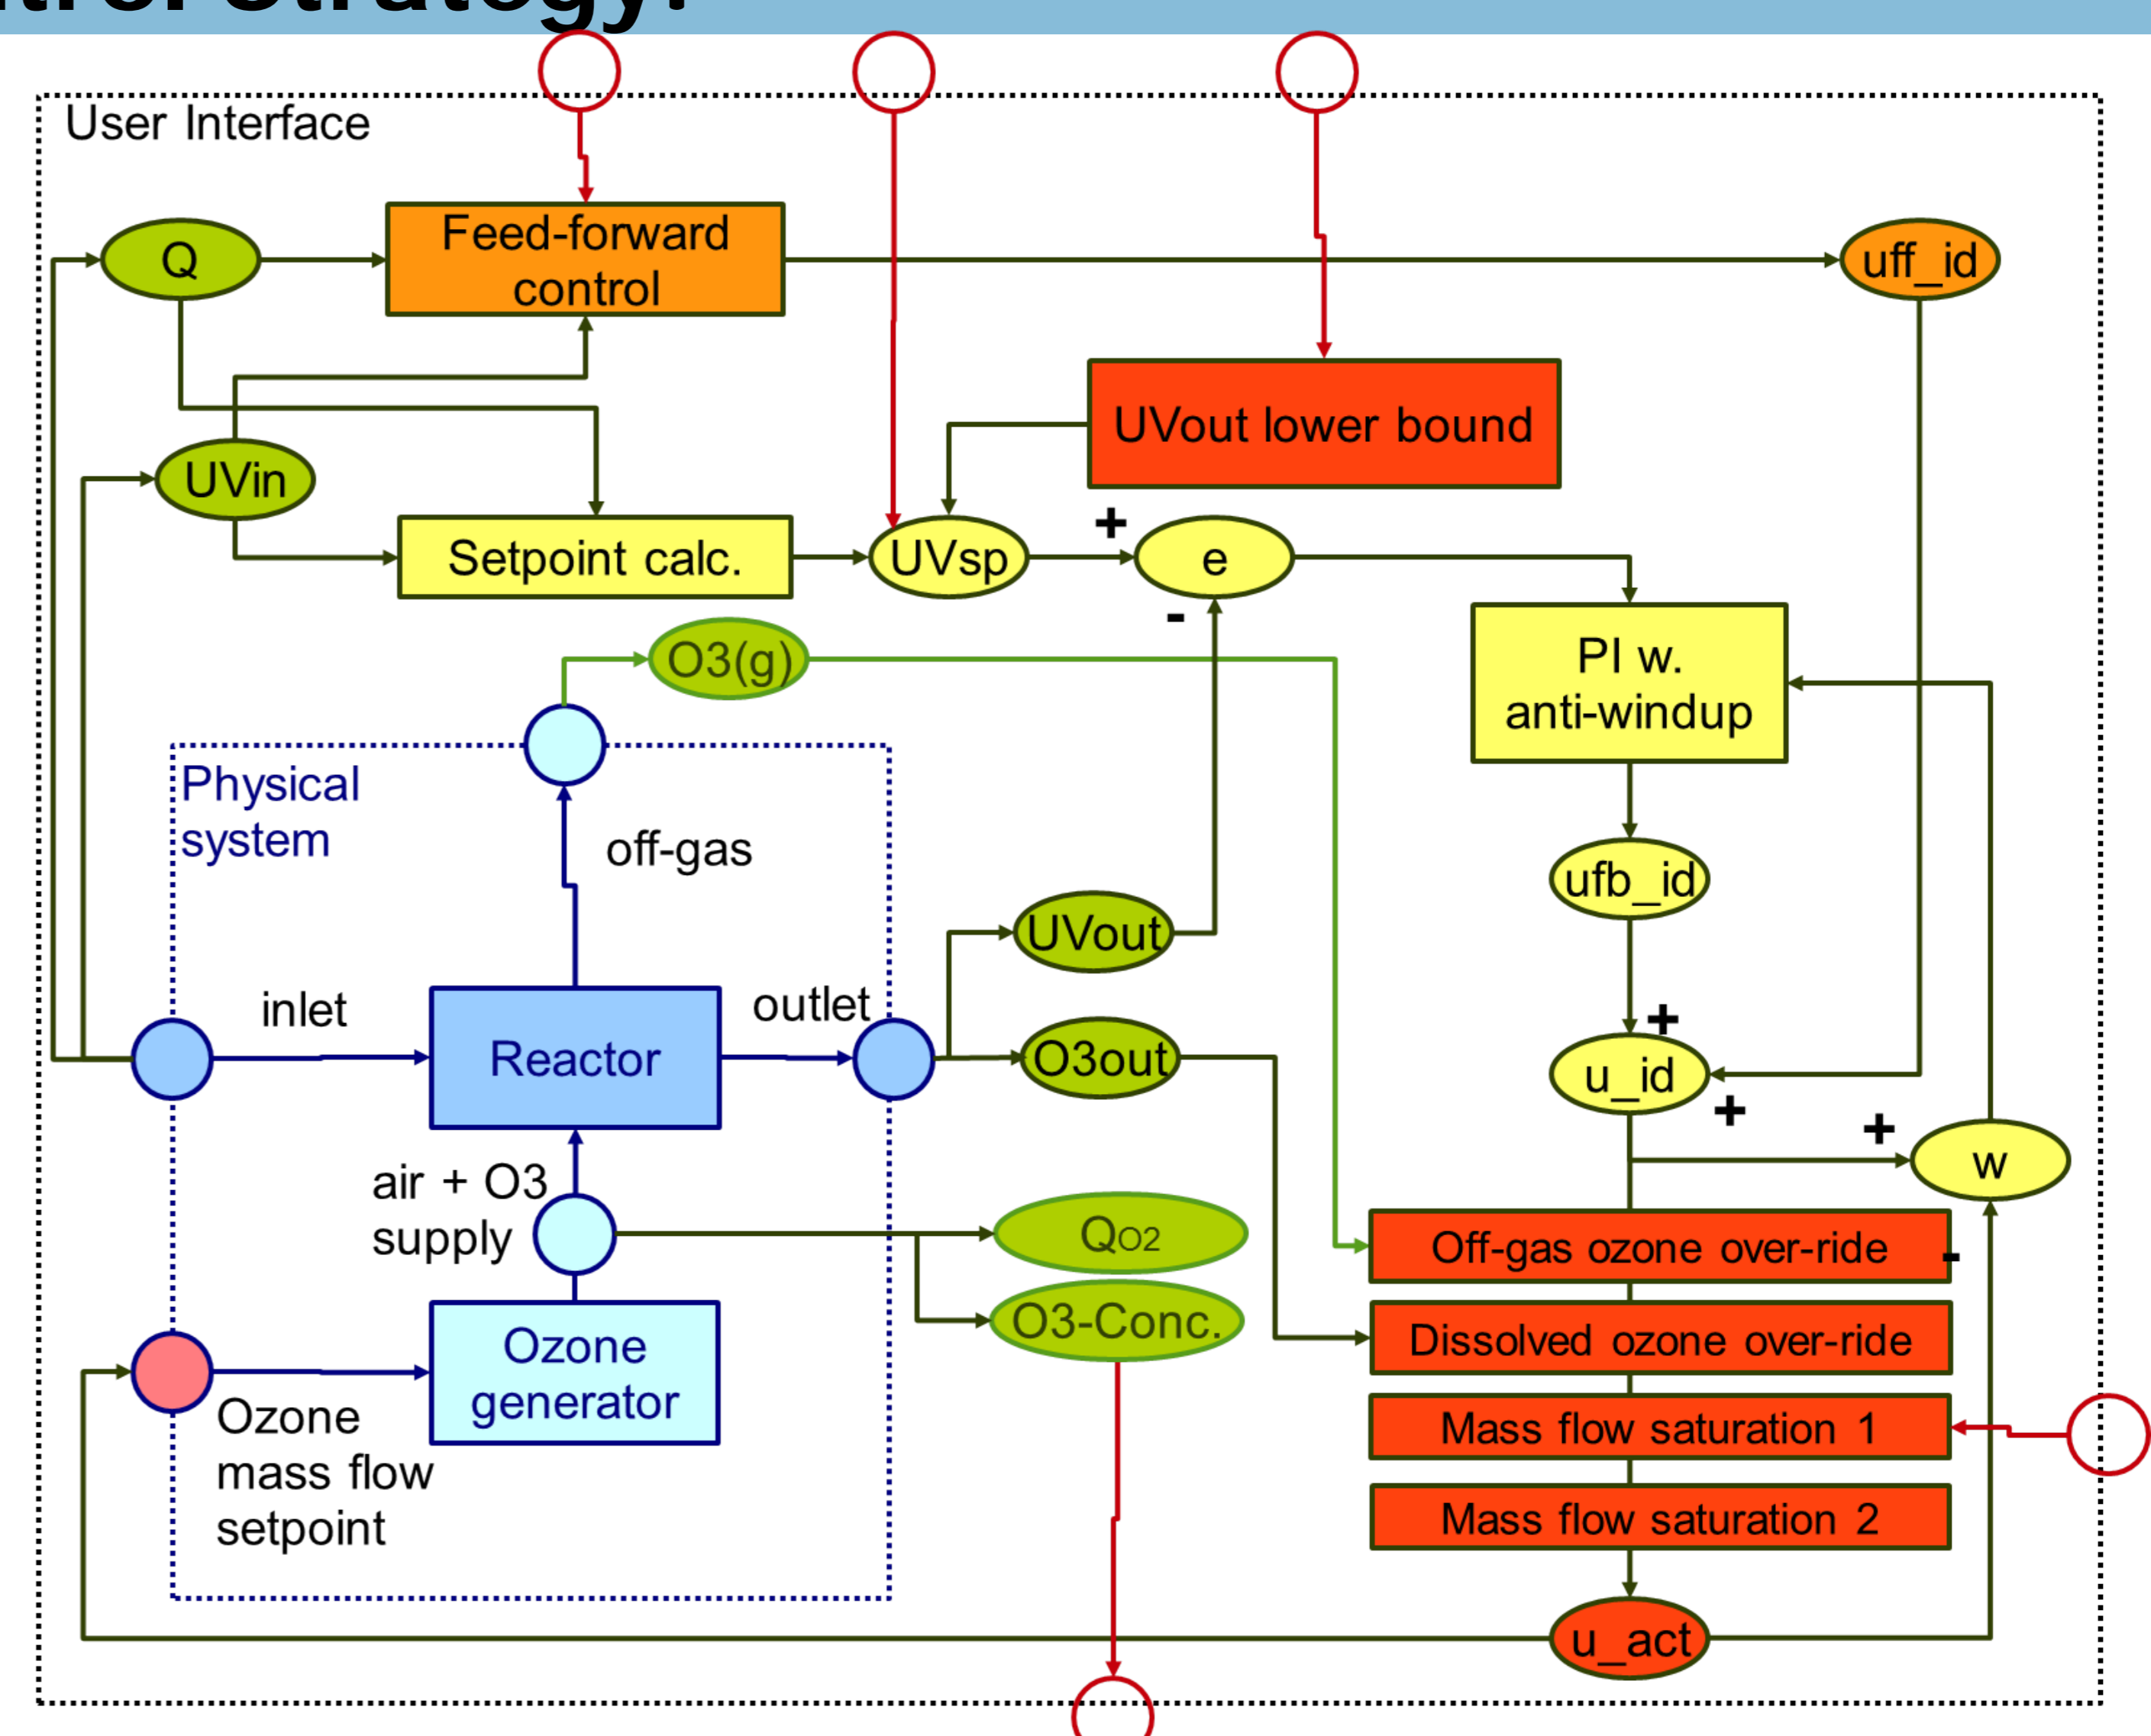 ntrol strategy:
User Interface
Q
Feed-forward
control
uff_id
UVout lower bound
UVin
Setpoint calc.
UVsp
+
e
-
O3(g)
PI w.
anti-windup
Physical
system
off-gas
ufb_id
UVout
inlet
Reactor
outlet
O3out
+
u_id
+
+
w
air + O3
supply
QO2
Off-gas ozone over-ride
-
O3-Conc.
Dissolved ozone over-ride
Ozone
generator
Ozone
mass flow
setpoint
Mass flow saturation 1
Mass flow saturation 2
u_act